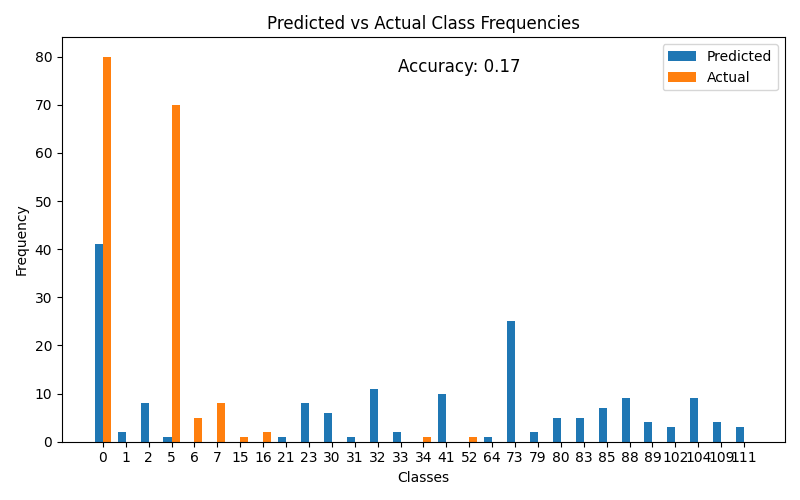 Predicted vs Actual Class Frequencies
Accuracy: 0.17
Predicted
Actual
Frequency
80
70
60
50
40
30
20
10
0
0 1 2 5 6 7 15 16 21 23 30 31 32 33 34 41 52 64 73 79 80 83 85 88 89 102 104 109 111
Classes